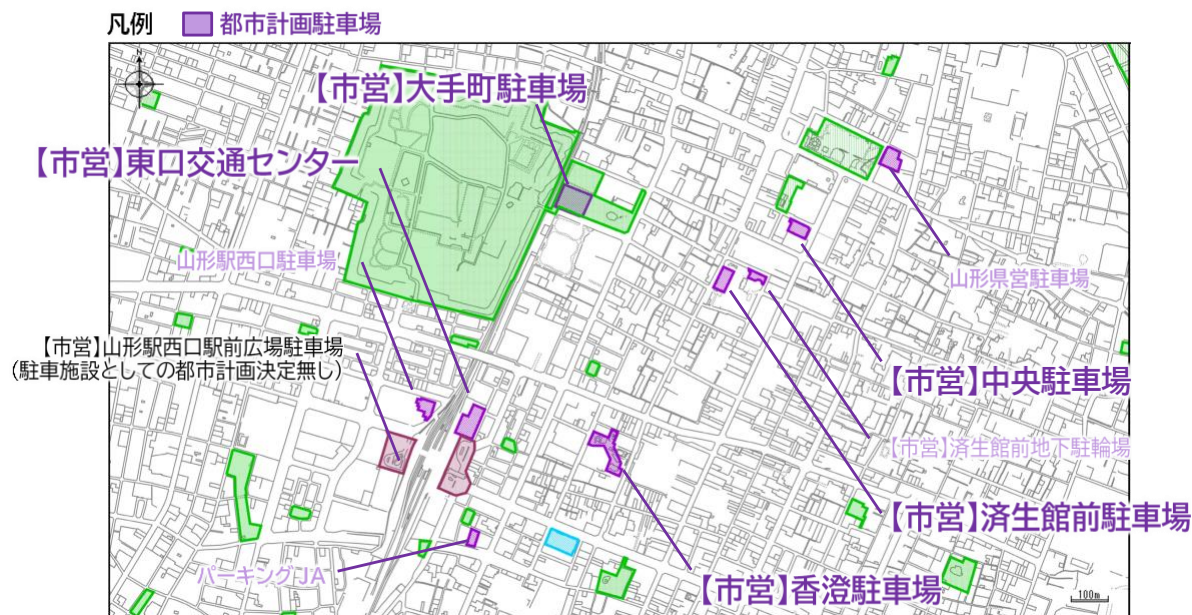 凡例 都市計画駐車場
N
【市営】大手町駐車場
【市営】東口交通センター
山形駅西口駐車場
山形県営駐車場
【市営】山形駅西口駅前広場駐車場
(駐車施設としての都市計画決定無し)
【市営】中央駐車場
【市営】済生館前地下駐輪場
【市営】済生館前駐車場
パーキングJA
【市営】香澄駐車場
100m